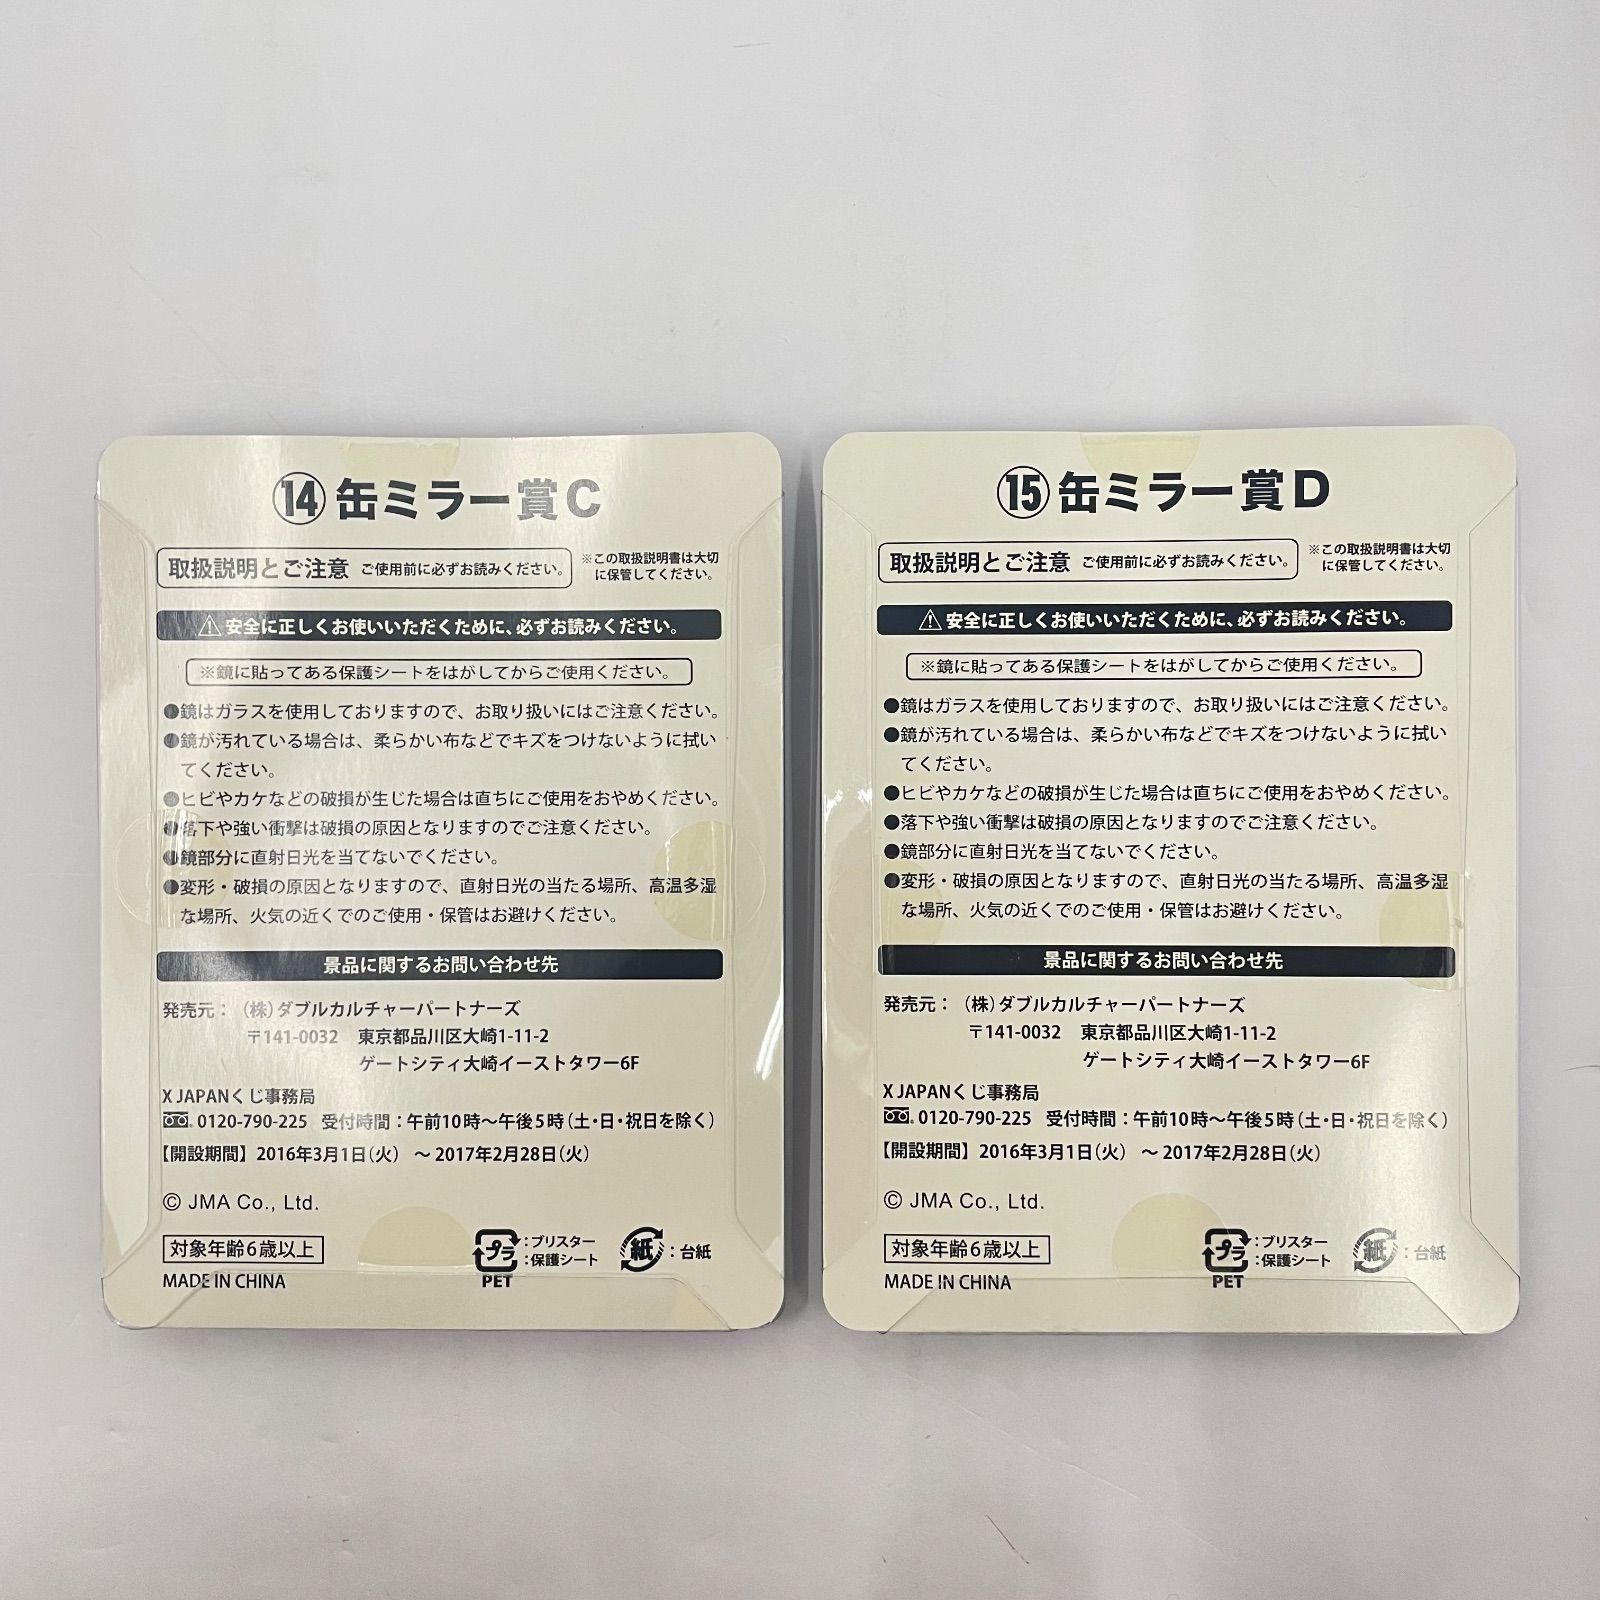 ⑭ 缶ミラー賞C
取扱説明とご注意 ご使用前に必ずお読みください。
※この取扱説明書は大切
に保管してください。
⚠ 安全に正しくお使いいただくために、必ずお読みください。
※鏡に貼ってある保護シートをはがしてからご使用ください。
●鏡はガラスを使用しておりますので、お取り扱いにはご注意ください。
●鏡が汚れている場合は、柔らかい布などでキズをつけないように拭い
てください。
●ヒビやカケなどの破損が生じた場合は直ちにご使用をおやめください。
●落下や強い衝撃は破損の原因となりますのでご注意ください。
●鏡部分に直射日光を当てないでください。
●変形・破損の原因となりますので、直射日光の当たる場所、高温多湿
な場所、火気の近くでのご使用・保管はお避けください。
景品に関するお問い合わせ先
発売元：（株）ダブルカルチャーパートナーズ
〒141-0032 東京都品川区大崎1-11-2
ゲートシティ大崎イーストタワー6F
X JAPANくじ事務局
0120-790-225 受付時間：午前10時～午後5時（土・日・祝日を除く）
【開設期間】2016年3月1日（火）～2017年2月28日（火）
© JMA Co., Ltd.
対象年齢6歳以上
MADE IN CHINA
プラ
：ブリスター
：保護シート
PET
紙
：台紙
⑮ 缶ミラー賞D
取扱説明とご注意 ご使用前に必ずお読みください。
※この取扱説明書は大切
に保管してください。
⚠ 安全に正しくお使いいただくために、必ずお読みください。
※鏡に貼ってある保護シートをはがしてからご使用ください。
●鏡はガラスを使用しておりますので、お取り扱いにはご注意ください。
●鏡が汚れている場合は、柔らかい布などでキズをつけないように拭い
てください。
●ヒビやカケなどの破損が生じた場合は直ちにご使用をおやめください。
●落下や強い衝撃は破損の原因となりますのでご注意ください。
●鏡部分に直射日光を当てないでください。
●変形・破損の原因となりますので、直射日光の当たる場所、高温多湿
な場所、火気の近くでのご使用・保管はお避けください。
景品に関するお問い合わせ先
発売元：（株）ダブルカルチャーパートナーズ
〒141-0032 東京都品川区大崎1-11-2
ゲートシティ大崎イーストタワー6F
X JAPANくじ事務局
0120-790-225 受付時間：午前10時～午後5時（土・日・祝日を除く）
【開設期間】2016年3月1日（火）～2017年2月28日（火）
© JMA Co., Ltd.
対象年齢6歳以上
MADE IN CHINA
プラ
：ブリスター
：保護シート
PET
紙
：台紙